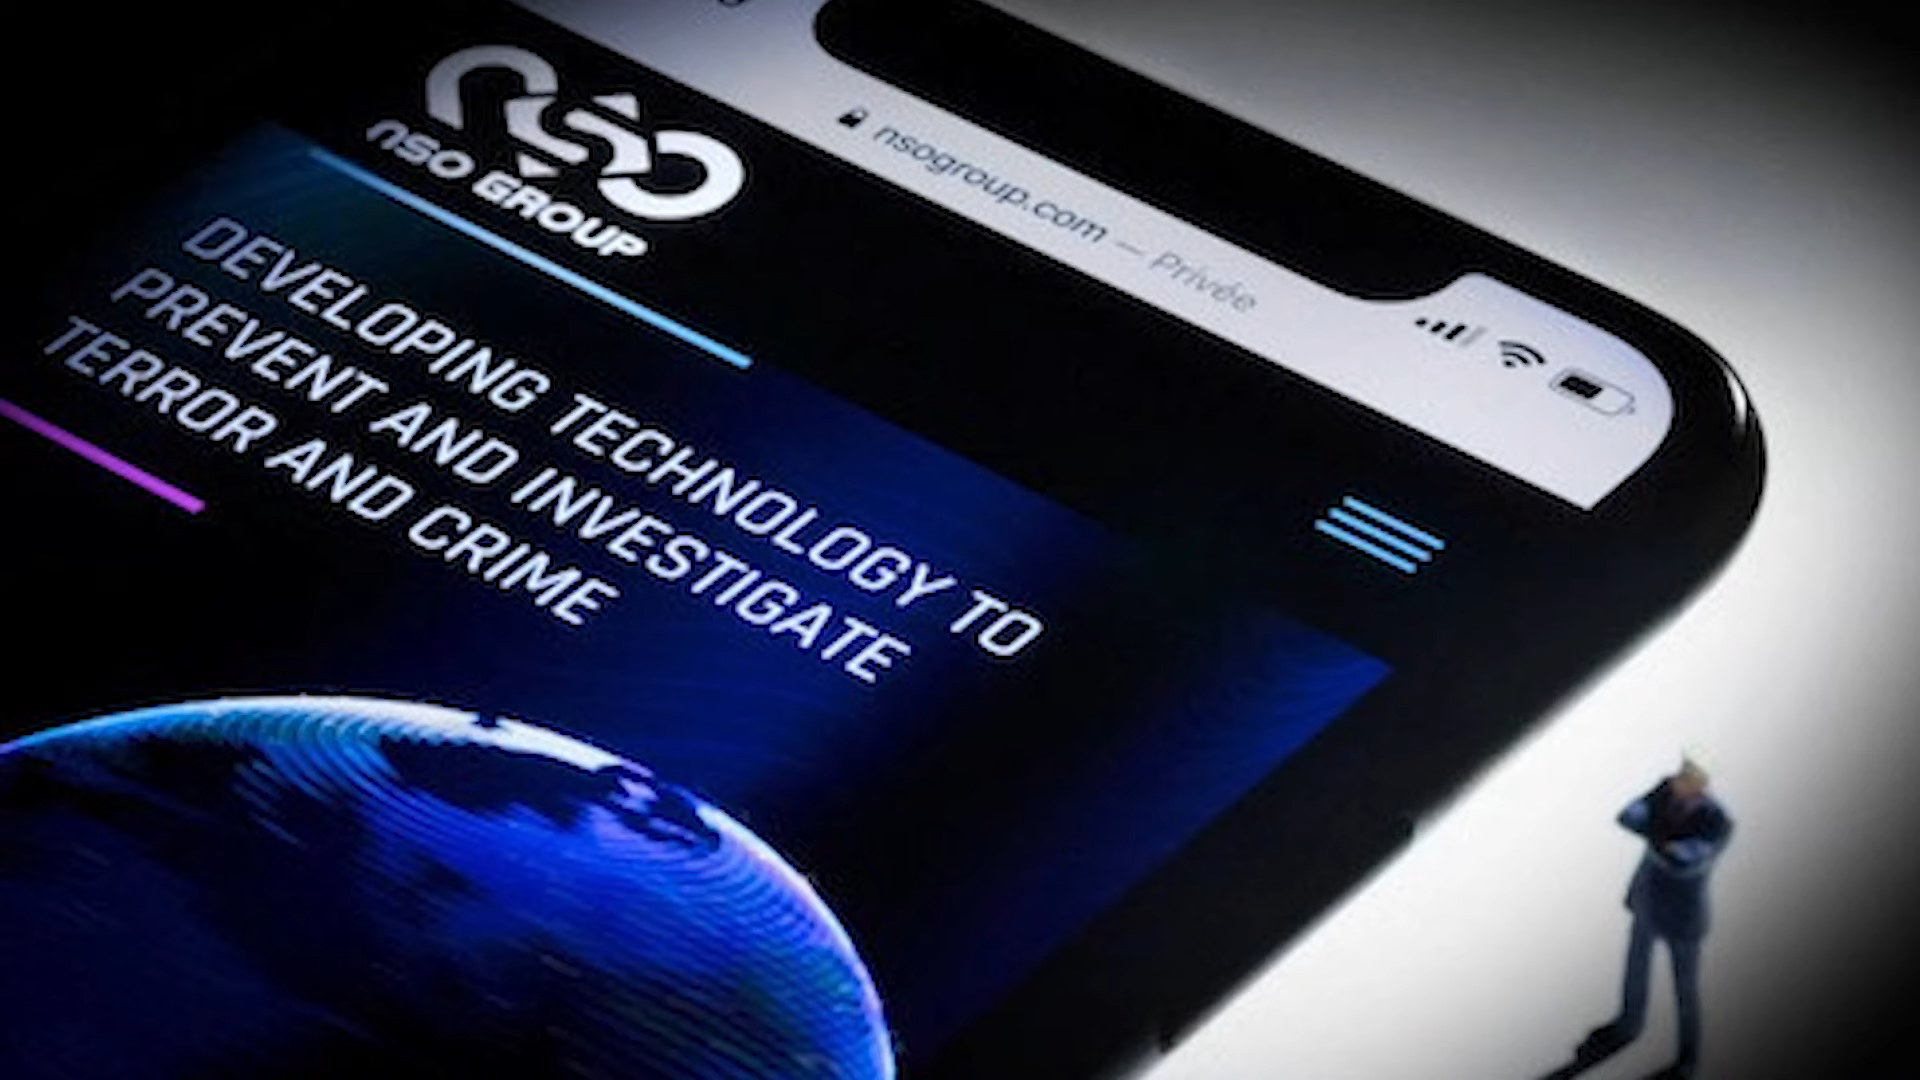 nsogroup.com — Privée
NSO GROUP
DEVELOPING TECHNOLOGY TO
PREVENT AND INVESTIGATE
TERROR AND CRIME